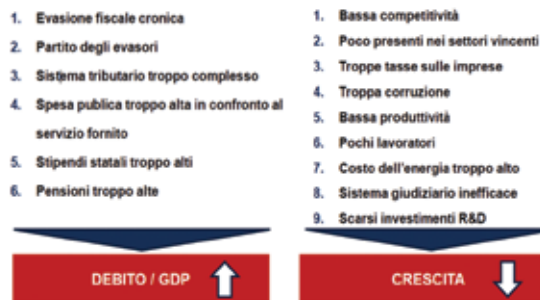 1. Evasione fiscale cronica
2. Partito degli evasori
3. Sistema tributario troppo complesso
4. Spesa publica troppo alta in confronto al
servizio fornito
5. Stipendi statali troppo alti
6. Pensioni troppo alte
DEBITO / GDP
1. Bassa competitività
2. Poco presenti nei settori vincenti
3. Troppe tasse sulle imprese
4. Troppa corruzione
5. Bassa produttività
6. Pochi lavoratori
7. Costo dell'energia troppo alto
8. Sistema giudiziario inefficace
9. Scarsi investimenti R&D
CRESCITA